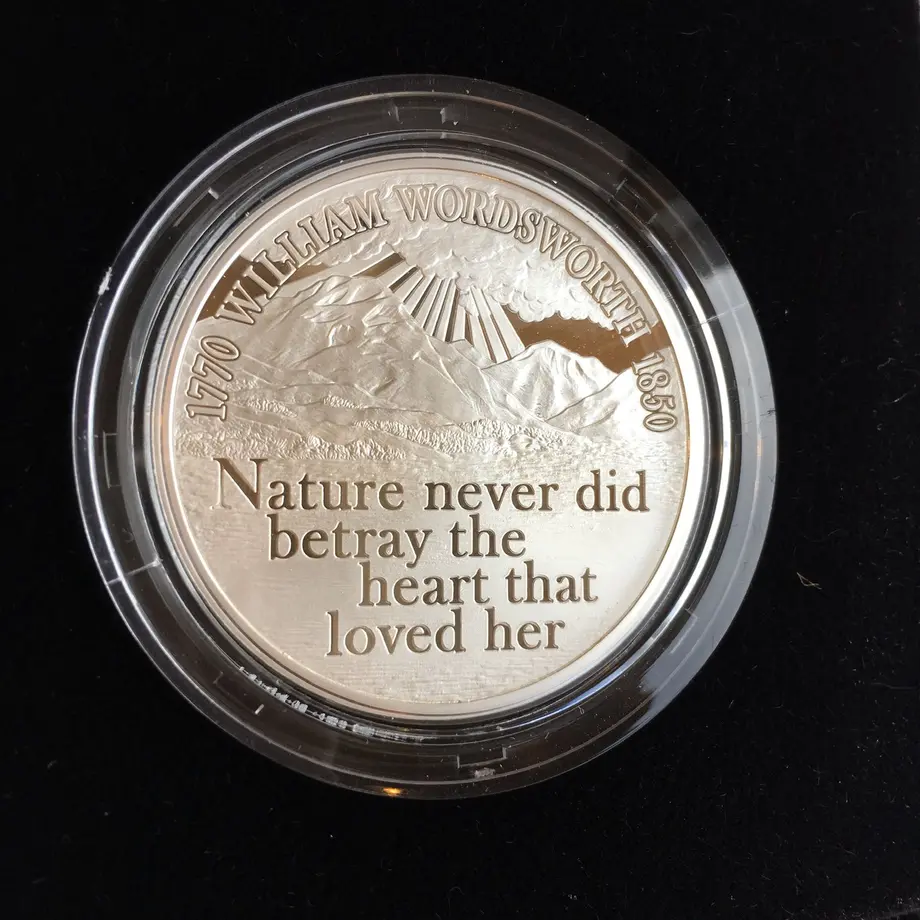 1770 WILLIAM WORDSWORTH 1850
Nature never did
betray the
heart that
loved her